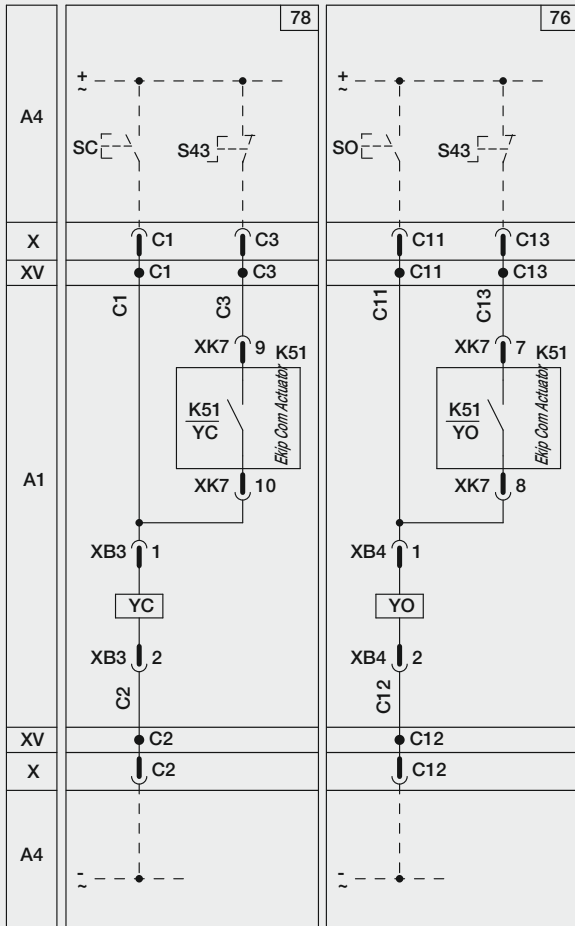 78
76
A4
+
~
+
~
SC
S43
SO
S43
X
C1
C3
C11
C13
XV
C1
C3
C11
C13
A1
C1
C3
C11
C13
XK7 9 K51
XK7 7 K51
K51
YC
Ekip Com Actuator
K51
YO
Ekip Com Actuator
XK7 10
XK7 8
XB3 1
XB4 1
YC
YO
XB3 2
XB4 2
C2
C12
XV
C2
C12
X
C2
C12
A4
-
~
-
~